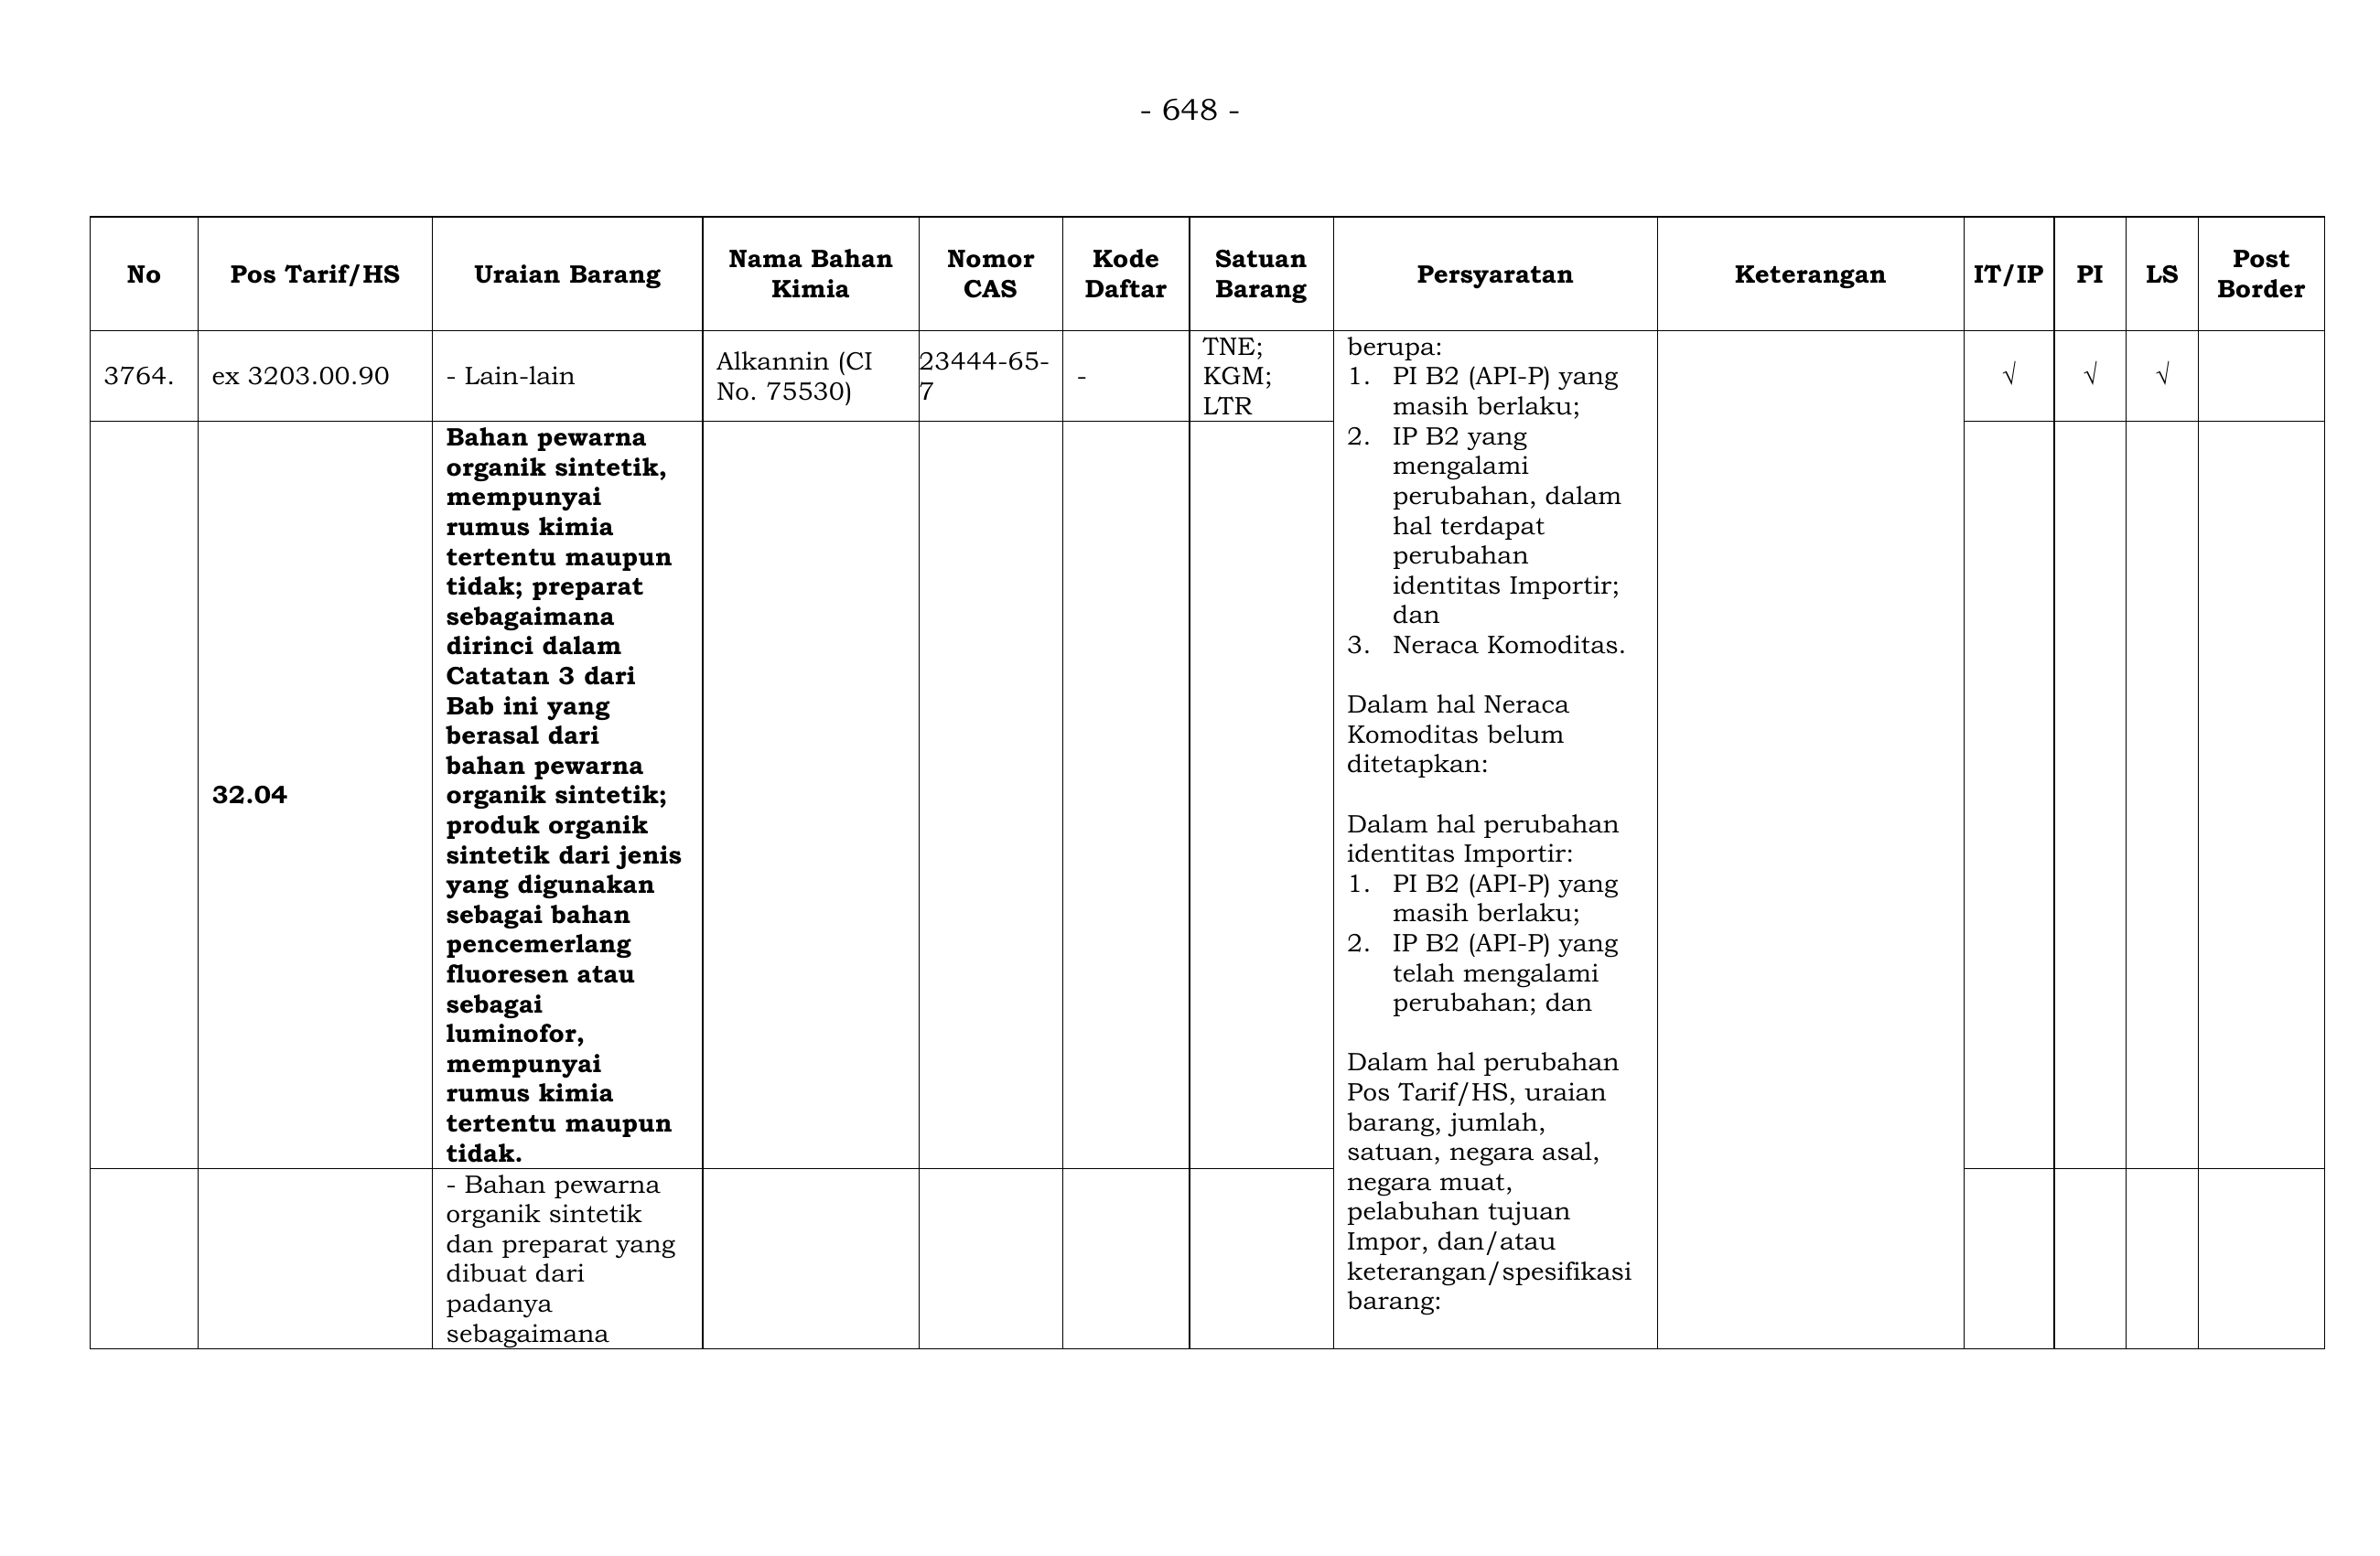 - 648 -
No
Pos Tarif/HS
Uraian Barang
Nama Bahan
Kimia
Nomor
CAS
Kode
Daftar
Satuan
Barang
Persyaratan
Keterangan
IT/IP
PI
LS
Post
Border
3764.
ex 3203.00.90
- Lain-lain
Alkannin (CI
No. 75530)
23444-65-
7
-
TNE;
KGM;
LTR
√
√
√
32.04
Bahan pewarna
organik sintetik,
mempunyai
rumus kimia
tertentu maupun
tidak; preparat
sebagaimana
dirinci dalam
Catatan 3 dari
Bab ini yang
berasal dari
bahan pewarna
organik sintetik;
produk organik
sintetik dari jenis
yang digunakan
sebagai bahan
pencemerlang
fluoresen atau
sebagai
luminofor,
mempunyai
rumus kimia
tertentu maupun
tidak.
- Bahan pewarna
organik sintetik
dan preparat yang
dibuat dari
padanya
sebagaimana
berupa:
1. PI B2 (API-P) yang
masih berlaku;
2. IP B2 yang
mengalami
perubahan, dalam
hal terdapat
perubahan
identitas Importir;
dan
3. Neraca Komoditas.
Dalam hal Neraca
Komoditas belum
ditetapkan:
Dalam hal perubahan
identitas Importir:
1. PI B2 (API-P) yang
masih berlaku;
2. IP B2 (API-P) yang
telah mengalami
perubahan; dan
Dalam hal perubahan
Pos Tarif/HS, uraian
barang, jumlah,
satuan, negara asal,
negara muat,
pelabuhan tujuan
Impor, dan/atau
keterangan/spesifikasi
barang: